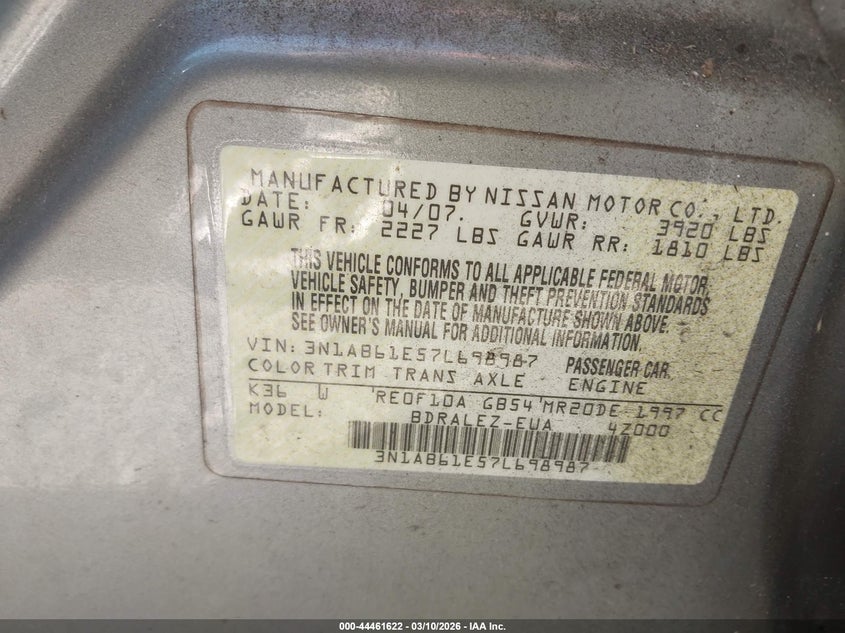 MANUFACTURED BY NISSAN MOTOR CO., LTD.
DATE: 04/07. GVWR: 3920 LBS
GAWR FR: 2227 LBS GAWR RR: 1810 LBS
THIS VEHICLE CONFORMS TO ALL APPLICABLE FEDERAL MOTOR
VEHICLE SAFETY, BUMPER AND THEFT PREVENTION STANDARDS
IN EFFECT ON THE DATE OF MANUFACTURE SHOWN ABOVE.
SEE OWNER'S MANUAL FOR ADDITIONAL INFORMATION.
VIN: 3N1AB61E57L698987 PASSENGER CAR
COLOR TRIM TRANS AXLE ENGINE
K36 W RE0F10A GB54 MR20DE 1997 CC
MODEL: BDRALEZ-EUA 4Z000
3N1AB61E57L698987
000-44461622 — 03/10/2026 — IAA Inc.